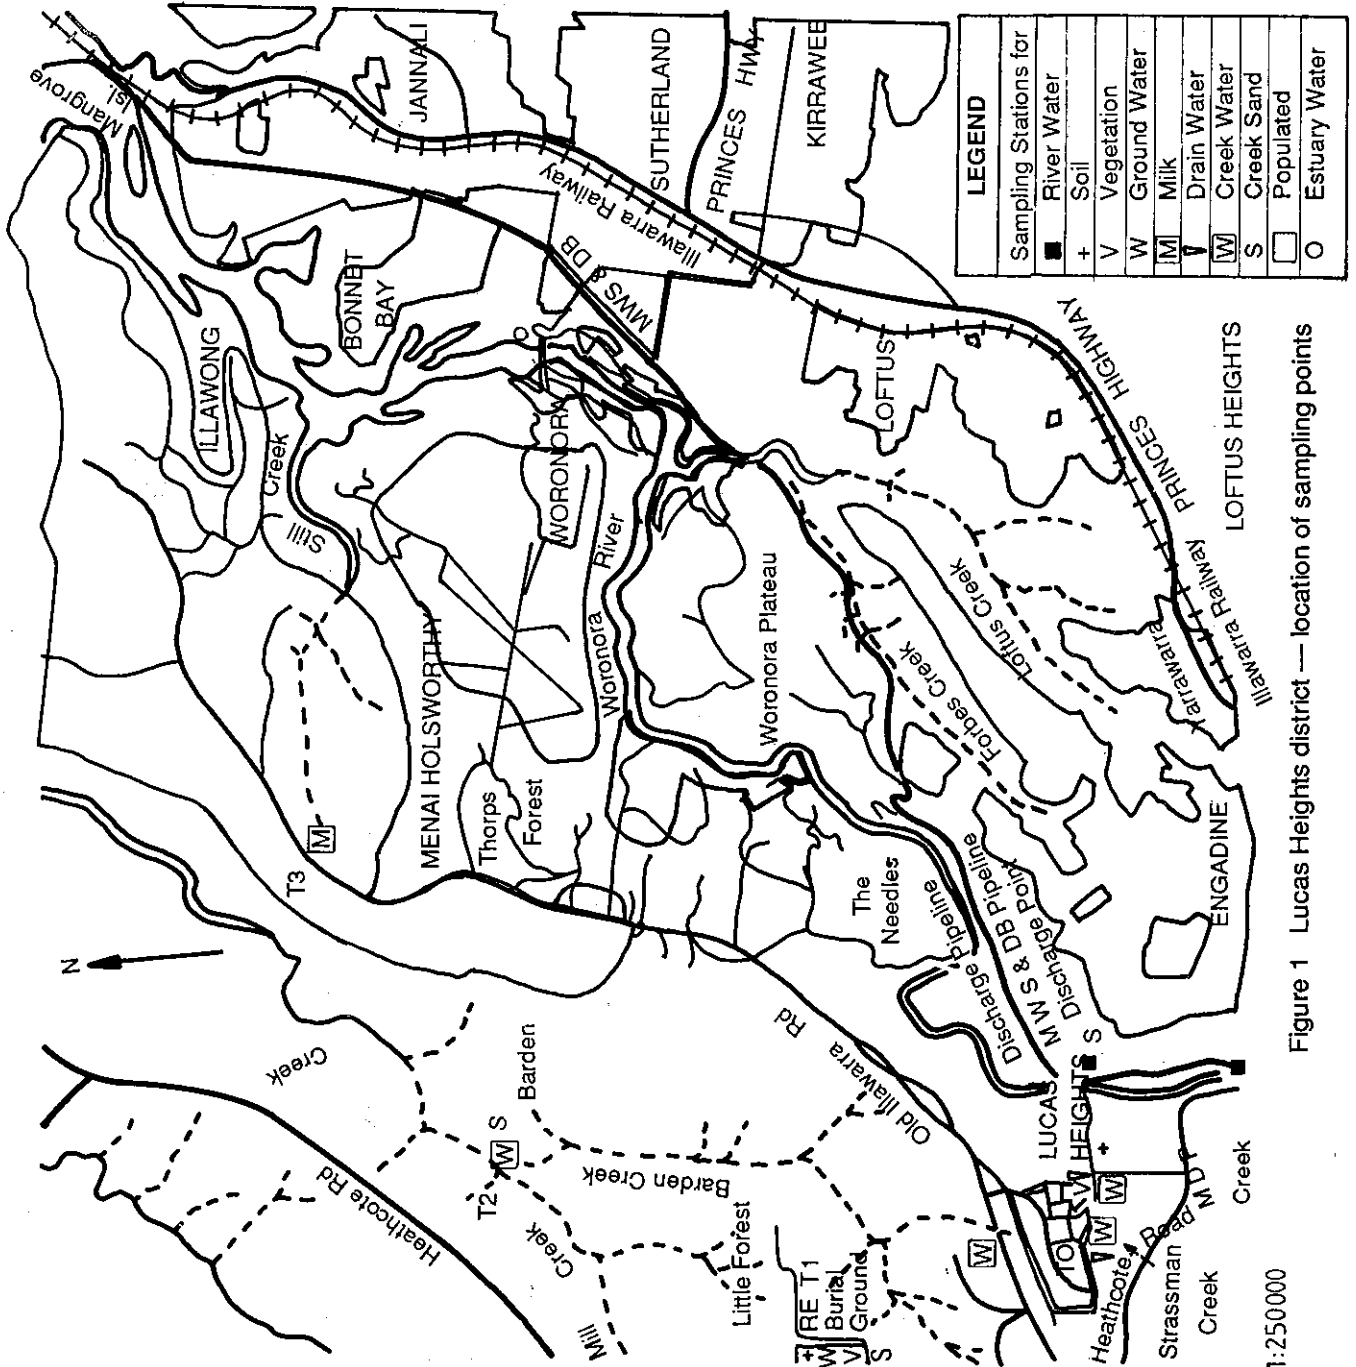 Mangrove
Isl.
JANNALI
ILLAWONG
BONNET
BAY
Illawarra Railway
SUTHERLAND
PRINCES HWY
KIRRAWEE
MWS & DB
Still
Creek
WORONORA
Woronora
River
LOFTUS
PRINCES HIGHWAY
LOFTUS HEIGHTS
MENAI HOLSWORTHY
Thorps
Forest
Woronora Plateau
Forbes Creek
Loftus Creek
Yarrawarra
Illawarra Railway
T3
M
N
The
Needles
Discharge Pipeline
M W S & DB Pipeline
Discharge Point
ENGADINE
Old Illawarra
Rd
Creek
Heathcote Rd
Barden
W S
T2
Barden Creek
Mill
Creek
Little Forest
+ RE T1
W Burial
V Ground
S
LUCAS
HEIGHTS
S
+
V
W
W
W
TO
Heathcote Road
M D P
Creek
Strassman
Creek
1:250000
LEGEND
Sampling Stations for
River Water
+ Soil
V Vegetation
W Ground Water
M Milk
Drain Water
W Creek Water
S Creek Sand
Populated
O Estuary Water
Figure 1 Lucas Heights district — location of sampling points